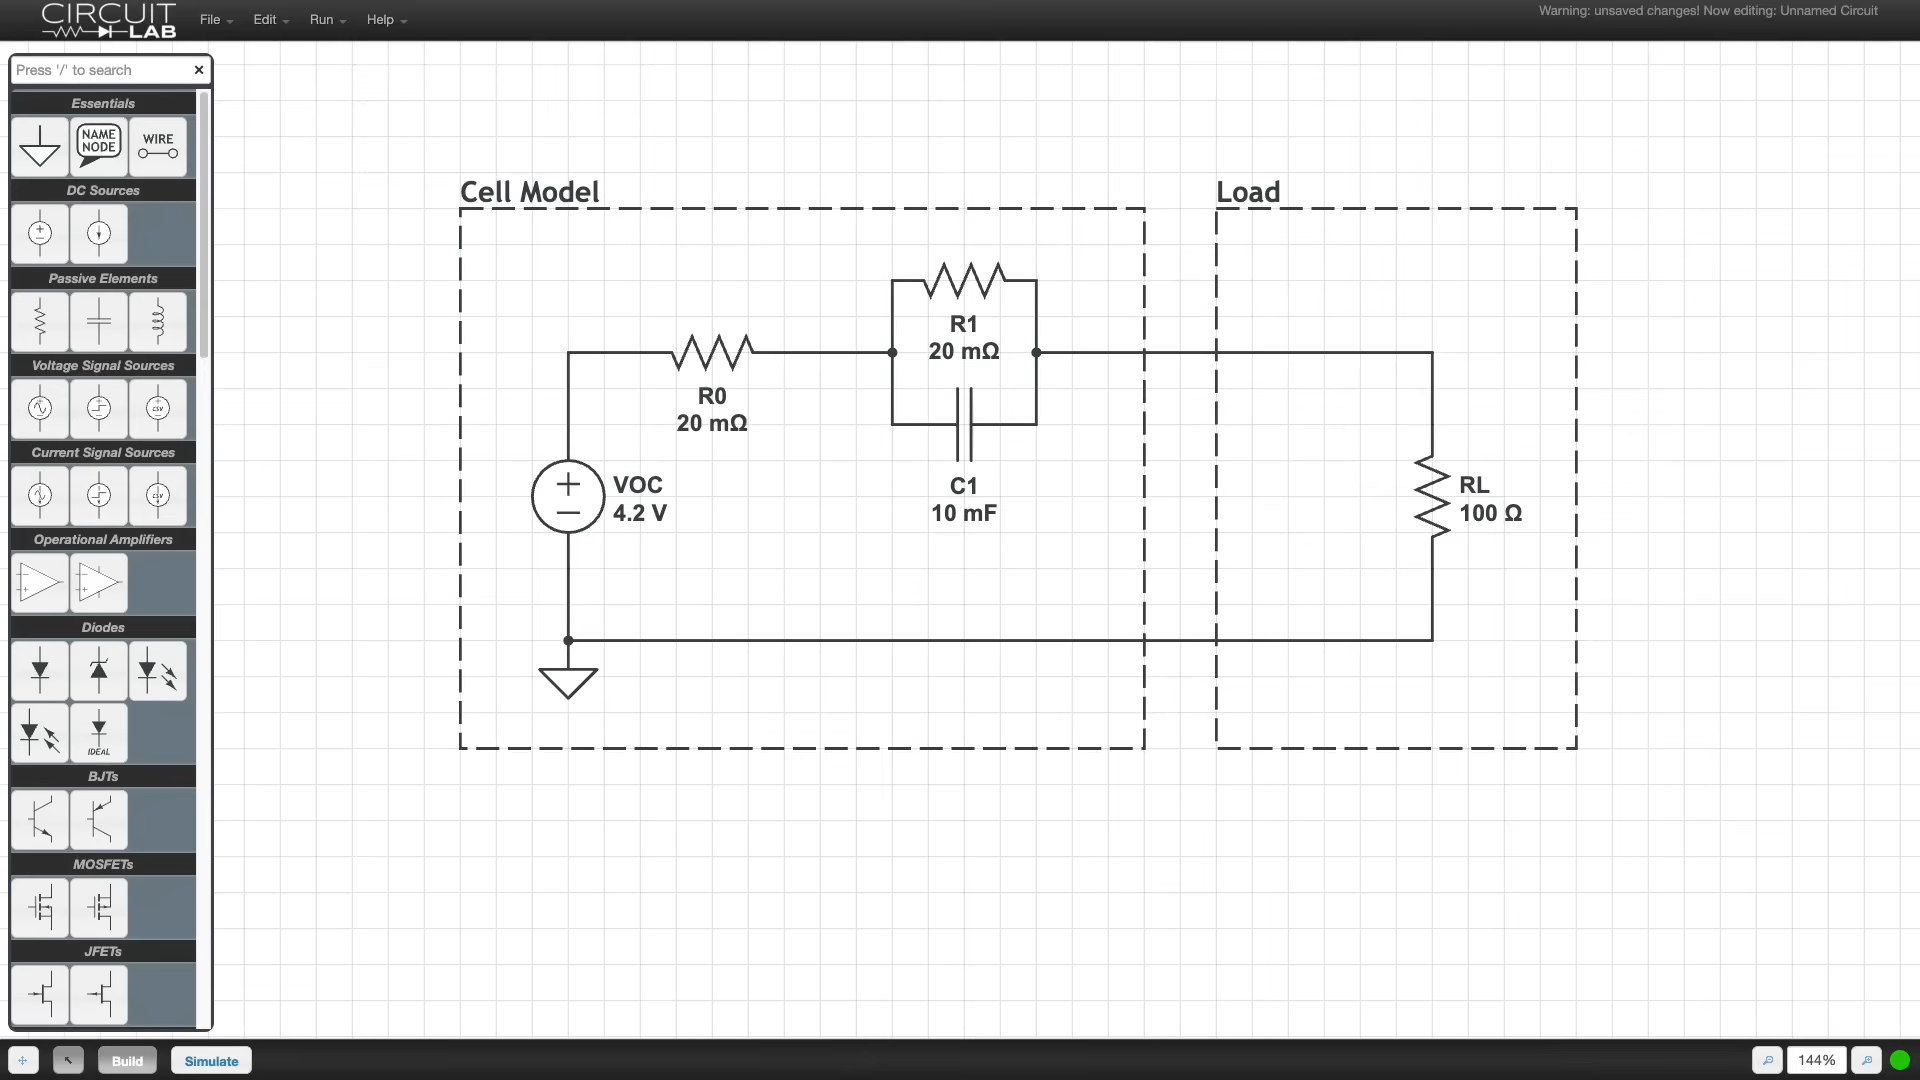 CIRCUIT
LAB
File
Edit
Run
Help
Warning: unsaved changes! Now editing: Unnamed Circuit
Press '/' to search
×
Essentials
NAME
NODE
WIRE
DC Sources
Passive Elements
Voltage Signal Sources
CSV
Current Signal Sources
CSV
Operational Amplifiers
Diodes
IDEAL
BJTs
MOSFETs
JFETs
Cell Model
Load
R1
20 mΩ
R0
20 mΩ
VOC
4.2 V
C1
10 mF
RL
100 Ω
Build
Simulate
144%